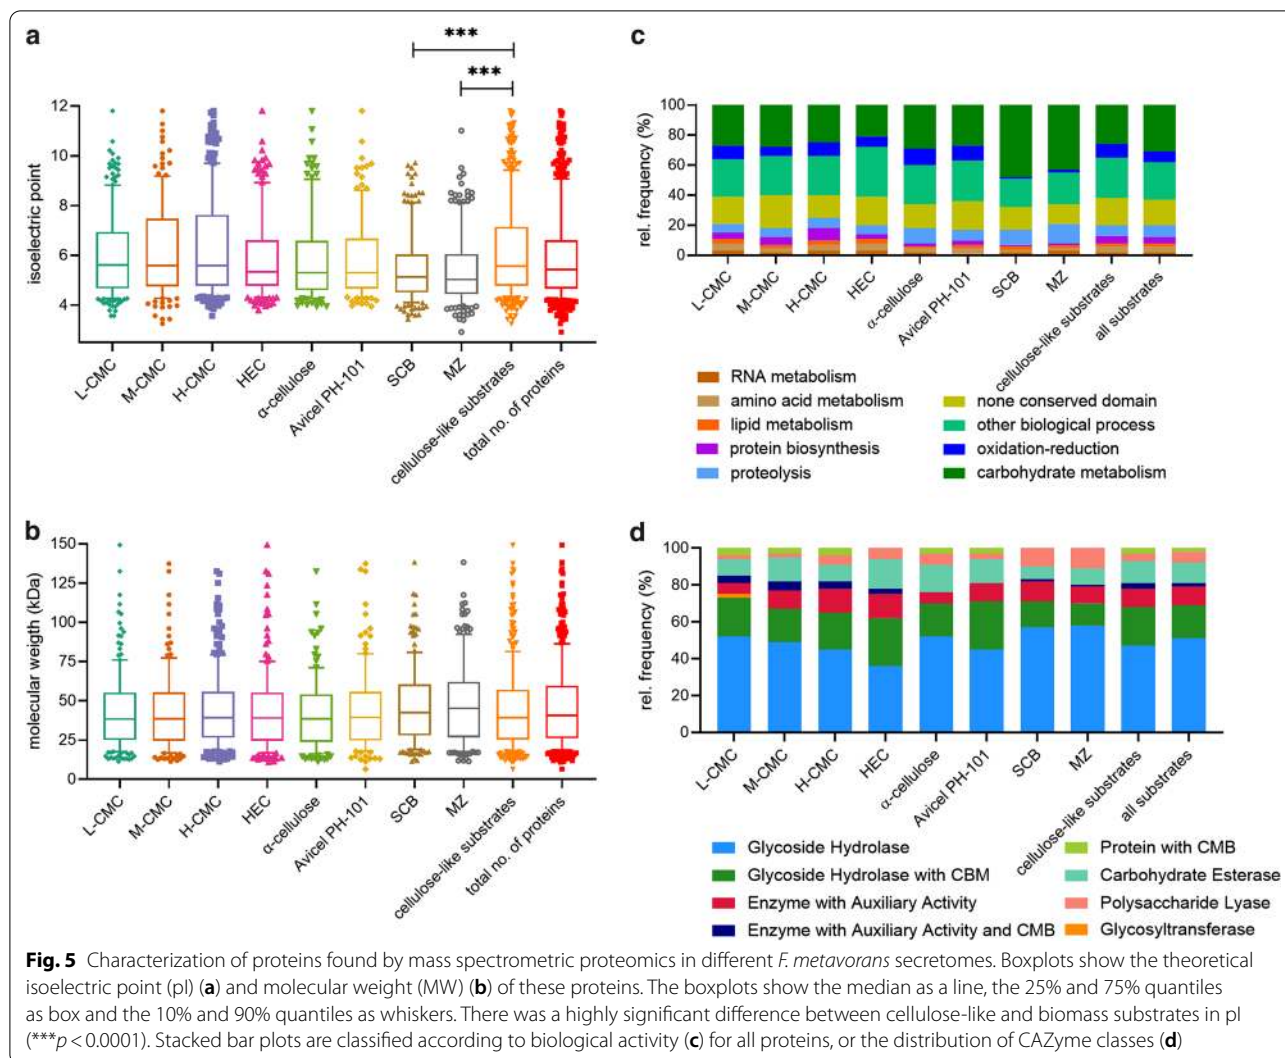 a
***
***
12
10
8
6
4
isoelectric point
L-CMC
M-CMC
H-CMC
HEC
α-cellulose
Avicel PH-101
SCB
MZ
cellulose-like substrates
total no. of proteins
c
100
80
60
40
20
0
rel. frequency (%)
L-CMC
M-CMC
H-CMC
HEC
α-cellulose
Avicel PH-101
SCB
MZ
cellulose-like substrates
all substrates
RNA metabolism
amino acid metabolism
lipid metabolism
protein biosynthesis
proteolysis
none conserved domain
other biological process
oxidation-reduction
carbohydrate metabolism
b
150
125
100
75
50
25
0
molecular weigth (kDa)
L-CMC
M-CMC
H-CMC
HEC
α-cellulose
Avicel PH-101
SCB
MZ
cellulose-like substrates
total no. of proteins
d
100
80
60
40
20
0
rel. frequency (%)
L-CMC
M-CMC
H-CMC
HEC
α-cellulose
Avicel PH-101
SCB
MZ
cellulose-like substrates
all substrates
Glycoside Hydrolase
Glycoside Hydrolase with CBM
Enzyme with Auxiliary Activity
Enzyme with Auxiliary Activity and CMB
Protein with CMB
Carbohydrate Esterase
Polysaccharide Lyase
Glycosyltransferase
Fig. 5 Characterization of proteins found by mass spectrometric proteomics in different F. metavorans secretomes. Boxplots show the theoretical
isoelectric point (pI) (a) and molecular weight (MW) (b) of these proteins. The boxplots show the median as a line, the 25% and 75% quantiles
as box and the 10% and 90% quantiles as whiskers. There was a highly significant difference between cellulose-like and biomass substrates in pI
(***p < 0.0001). Stacked bar plots are classified according to biological activity (c) for all proteins, or the distribution of CAZyme classes (d)